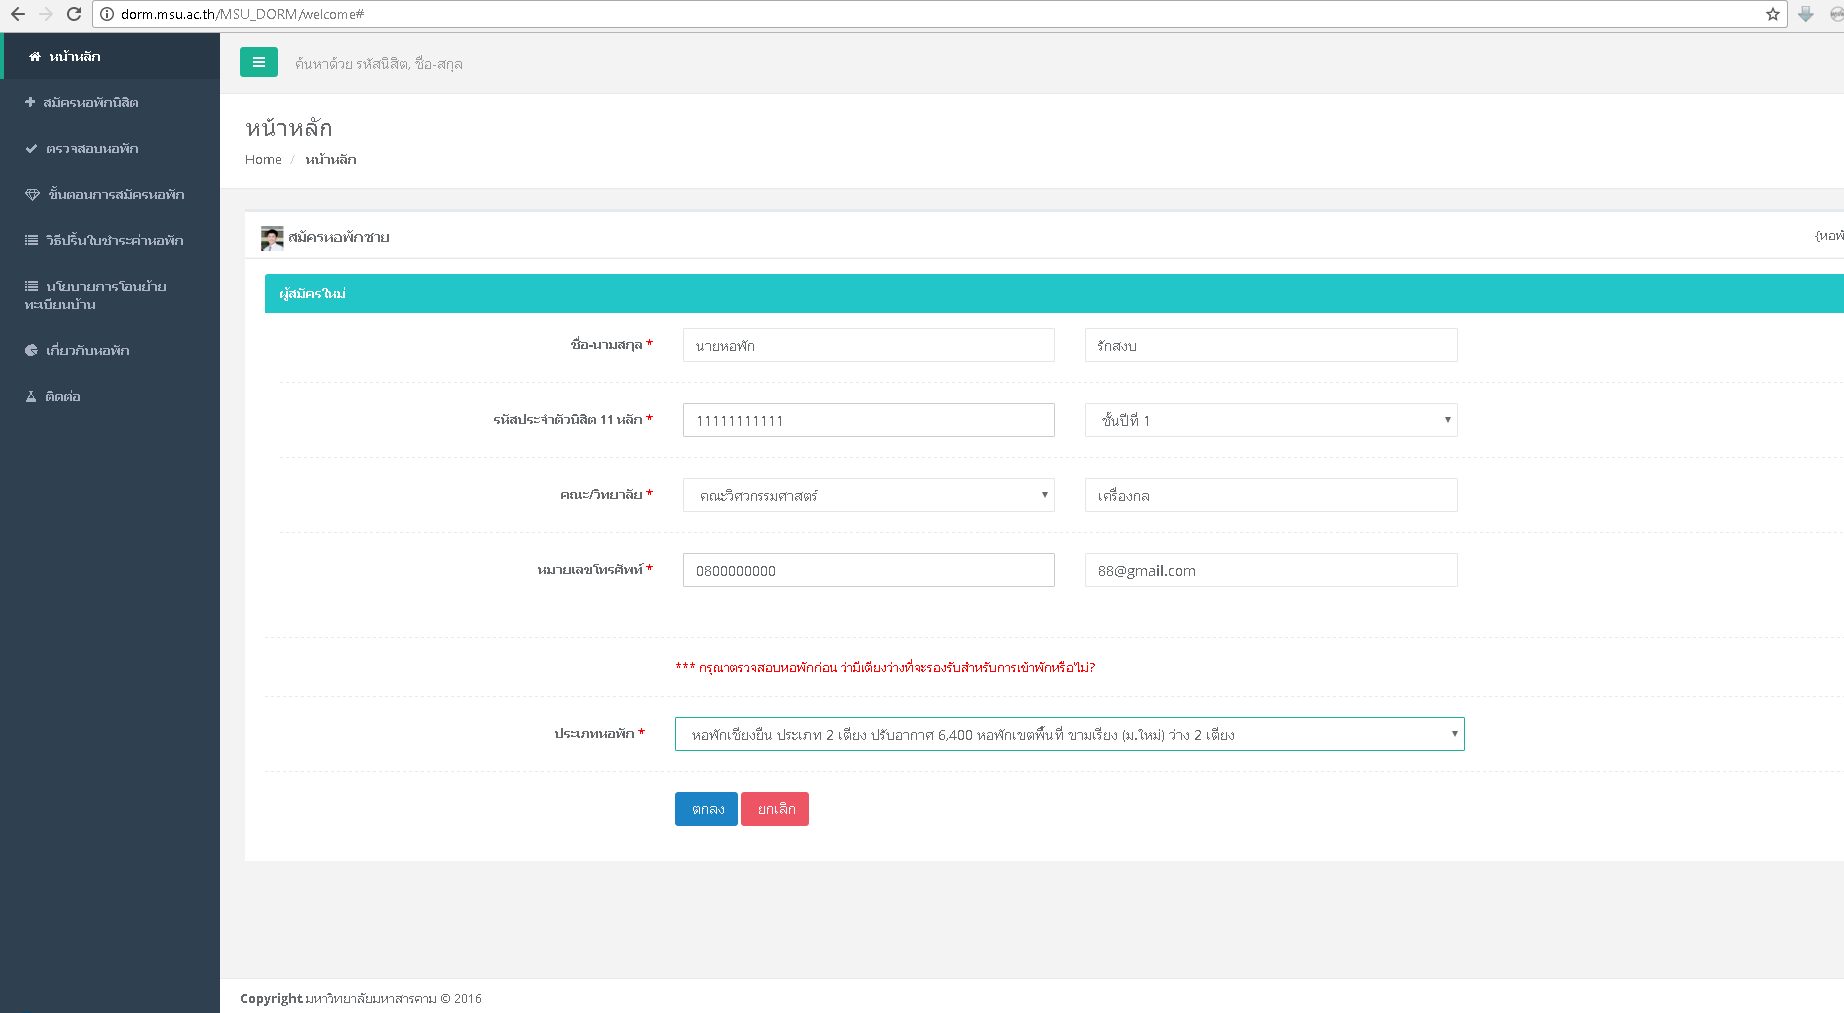 dorm.msu.ac.th/MSU_DORM/welcome#
หน้าหลัก
ค้นหาด้วย รหัสนิสิต, ชื่อ-สกุล
สมัครหอพักนิสิต
ตรวจสอบหอพัก
ขั้นตอนการสมัครหอพัก
วิธีปริ้นใบชำระค่าหอพัก
นโยบายการโอนย้าย
ทะเบียนบ้าน
เกี่ยวกับหอพัก
ติดต่อ
หน้าหลัก
Home / หน้าหลัก
สมัครหอพักชาย
{หอพั
ผู้สมัครใหม่
ชื่อ-นามสกุล * นายหอพัก รักสงบ
รหัสประจำตัวนิสิต 11 หลัก * 11111111111 ชั้นปีที่ 1
คณะ/วิทยาลัย * คณะวิศวกรรมศาสตร์ เครื่องกล
หมายเลขโทรศัพท์ * 0800000000 88@gmail.com
*** กรุณาตรวจสอบหอพักก่อน ว่ามีเตียงว่างที่จะรองรับสำหรับการเข้าพักหรือไม่?
ประเภทหอพัก * หอพักเชียงยืน ประเภท 2 เตียง ปรับอากาศ 6,400 หอพักเขตพื้นที่ ขามเรียง (ม.ใหม่) ว่าง 2 เตียง
ตกลง ยกเลิก
Copyright มหาวิทยาลัยมหาสารคาม © 2016